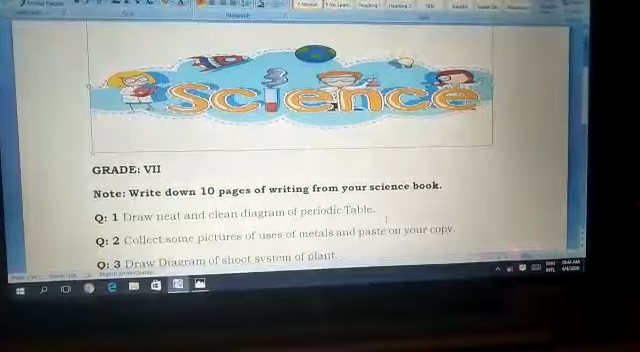 Science
GRADE: VII
Note: Write down 10 pages of writing from your science book.
Q: 1 Draw neat and clean diagram of periodic Table.
Q: 2 Collect some pictures of uses of metals and paste on your copy.
Q: 3 Draw Diagram of shoot system of plant.